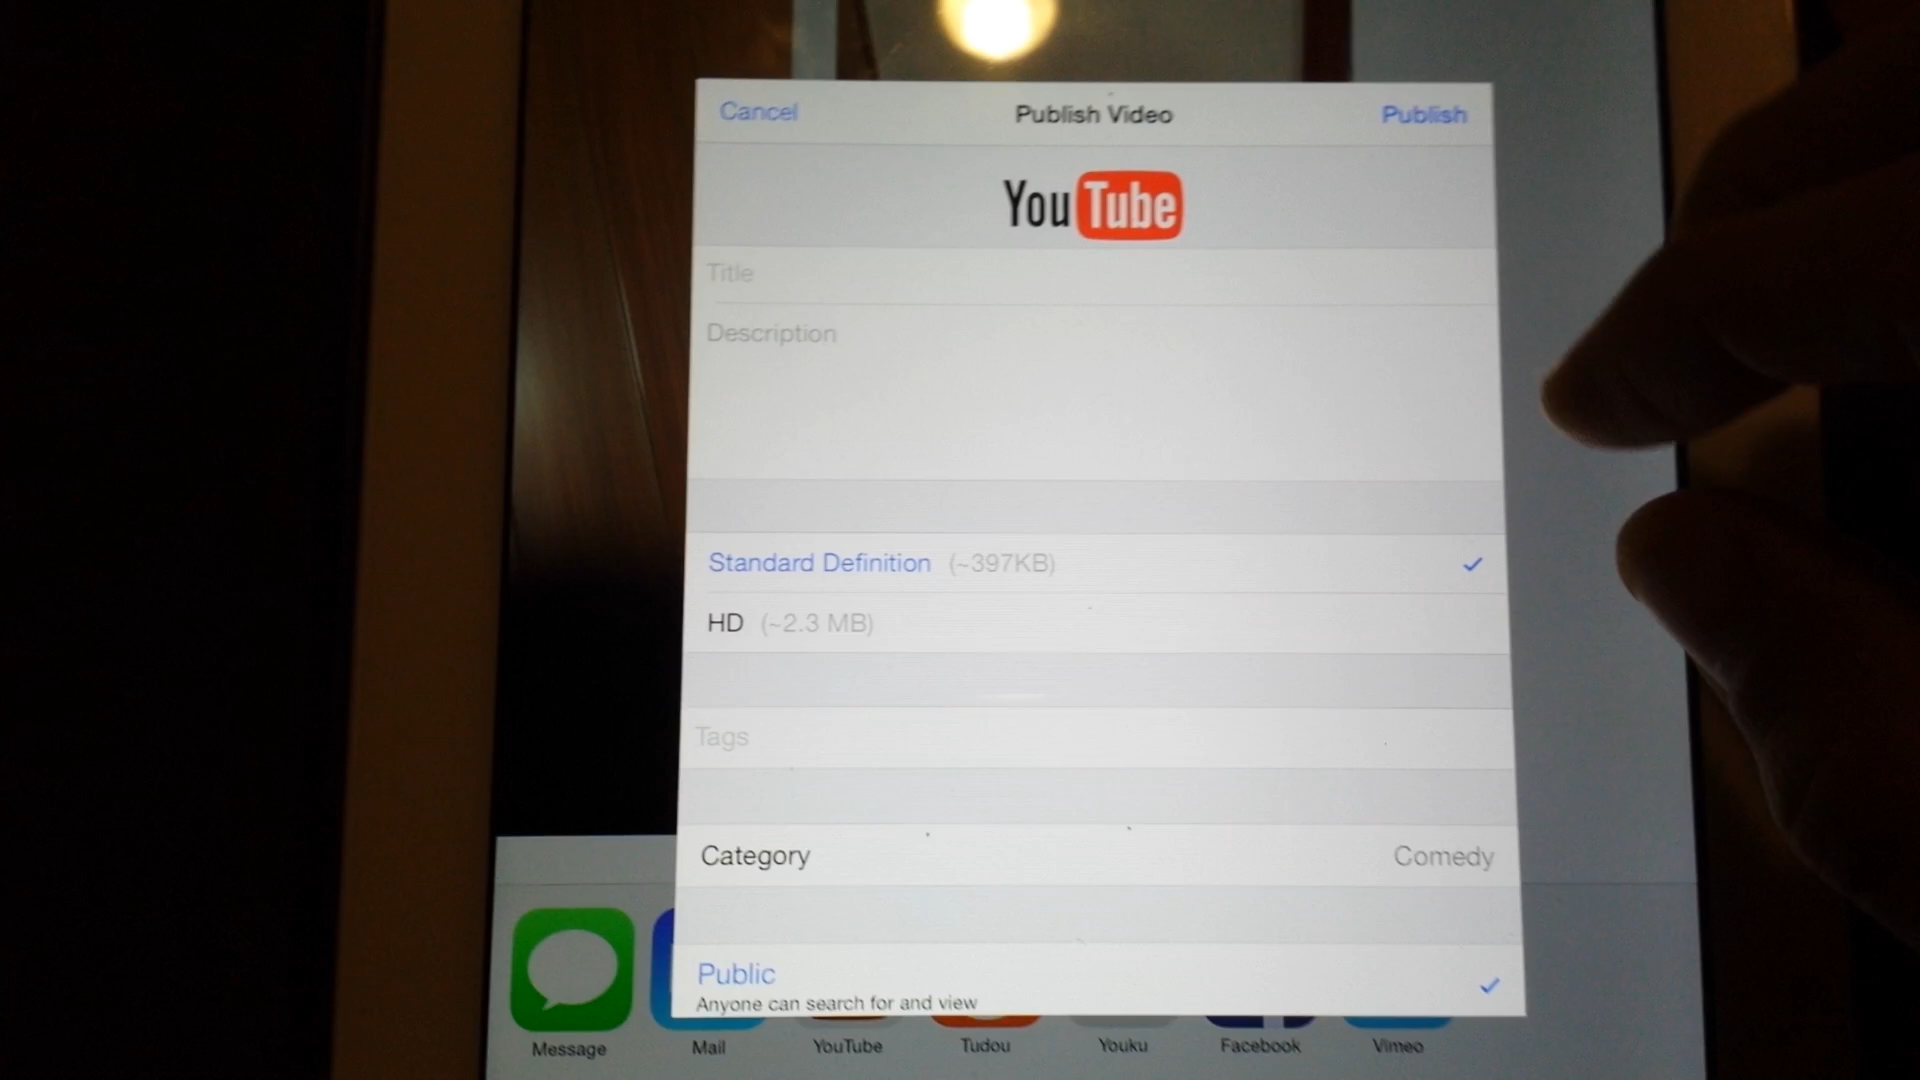 Cancel Publish Video Publish
YouTube
Title
Description
Standard Definition (~397KB)
HD (~2.3 MB)
Tags
Category Comedy
Public
Anyone can search for and view
Message Mail YouTube Tudou Youku Facebook Vimeo